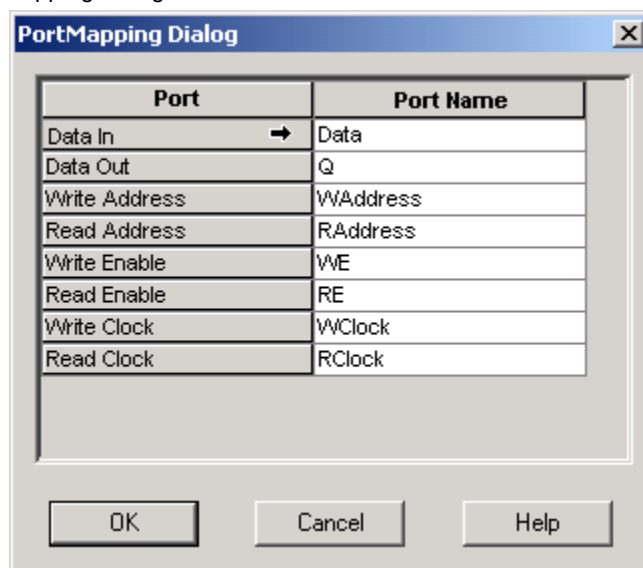 PortMapping Dialog
Port Port Name
Data In Data
Data Out Q
Write Address WAddress
Read Address RAddress
Write Enable WE
Read Enable RE
Write Clock WClock
Read Clock RClock
OK Cancel Help